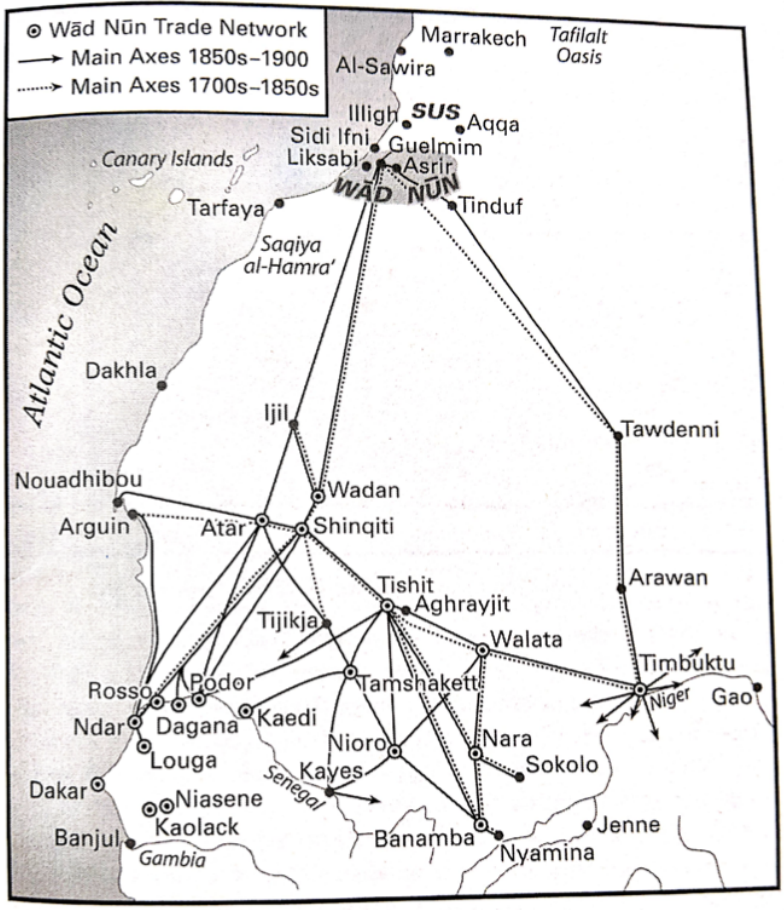 Wād Nūn Trade Network
Main Axes 1850s–1900
Main Axes 1700s–1850s
Marrakech
Tafilalt
Oasis
Al-Sawira
Illigh
SUS
Aqqa
Sidi Ifni
Guelmim
Liksabi
Asrir
Canary Islands
WĀD NŪN
Tarfaya
Tinduf
Saqiya
al-Hamra’
Atlantic Ocean
Dakhla
Ijil
Tawdenni
Nouadhibou
Wadan
Arguin
Atar
Shinqiti
Tishit
Arawan
Aghrayjit
Tijikja
Walata
Timbuktu
Rosso
Podor
Tamshakett
Niger
Gao
Ndar
Dagana
Kaedi
Nioro
Nara
Louga
Kayes
Sokolo
Senegal
Dakar
Niasene
Kaolack
Banamba
Jenne
Banjul
Nyamina
Gambia